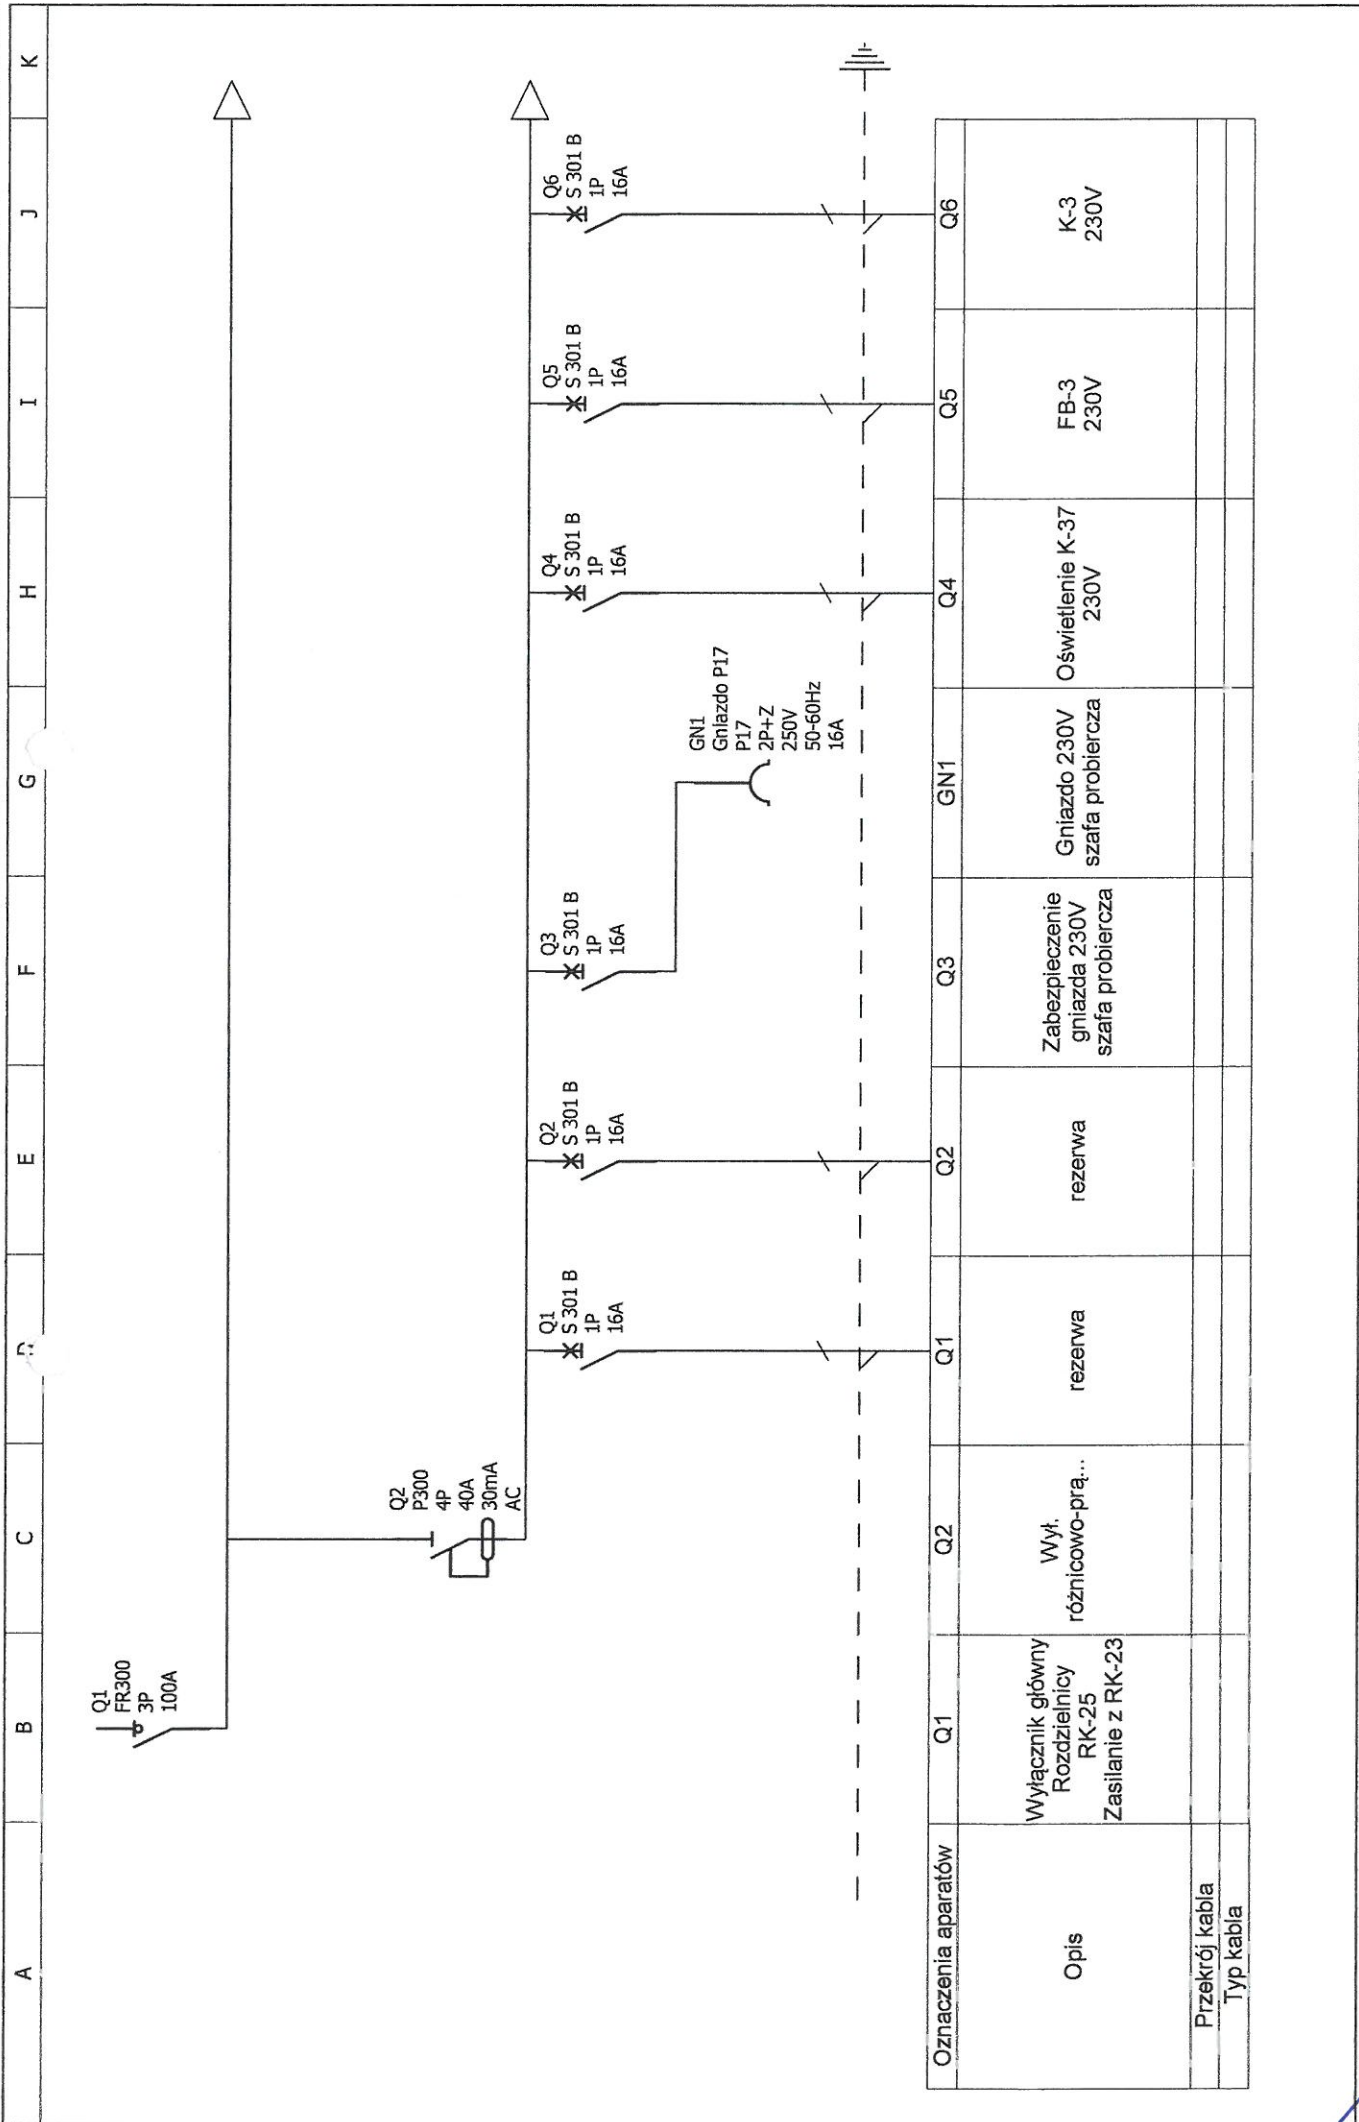 A
B
C
D
E
F
G
H
I
J
K
Q1
FR300
3P
100A
Q2
P300
4P
40A
30mA
AC
Q1
S 301 B
1P
16A
Q2
S 301 B
1P
16A
Q3
S 301 B
1P
16A
GN1
Gniazdo P17
P17
2P+Z
250V
50-60Hz
16A
Q4
S 301 B
1P
16A
Q5
S 301 B
1P
16A
Q6
S 301 B
1P
16A
Oznaczenia aparatów
Q1
Q2
Q1
Q2
Q3
GN1
Q4
Q5
Q6
Opis
Wyłącznik główny
Rozdzielnicy
RK-25
Zasilanie z RK-23
Wył.
różnicowo-prą...
rezerwa
rezerwa
Zabezpieczenie
gniazda 230V
szafa probiercza
Gniazdo 230V
szafa probiercza
Oświetlenie K-37
230V
FB-3
230V
K-3
230V
Przekrój kabla
Typ kabla